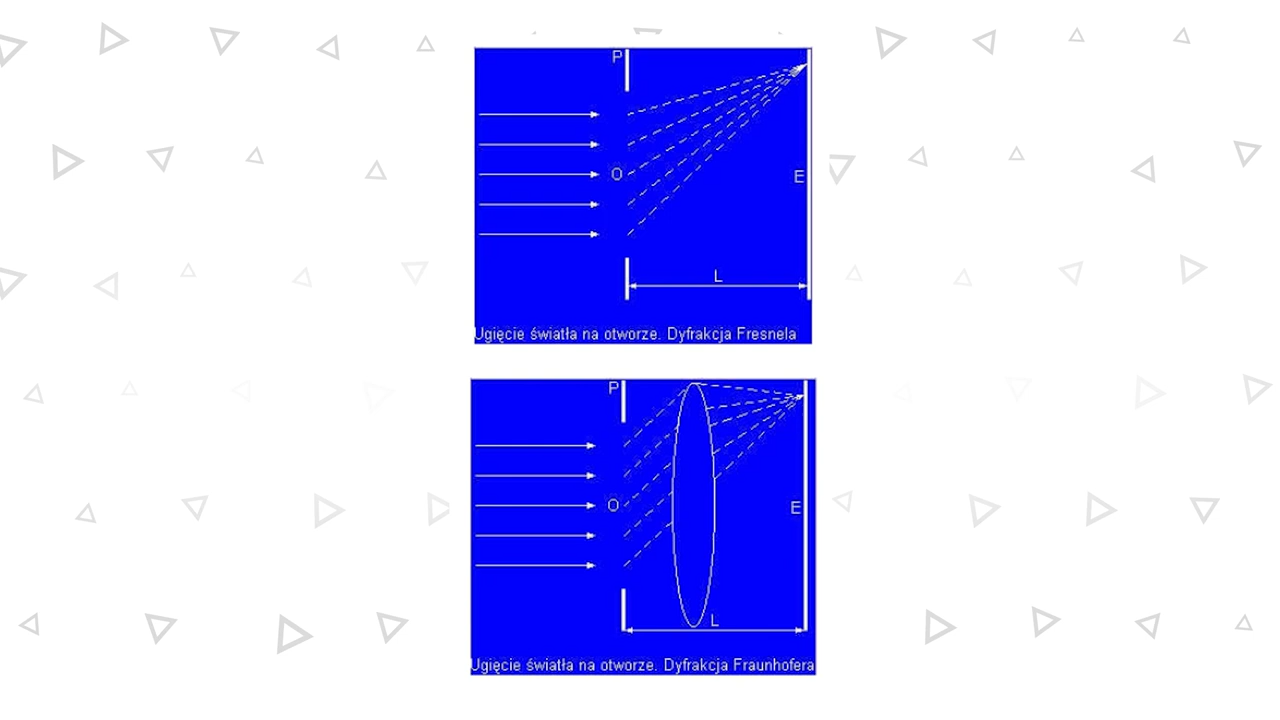 P
O
E
L
Ugięcie światła na otworze. Dyfrakcja Fresnela
P
O
E
L
Ugięcie światła na otworze. Dyfrakcja Fraunhofera